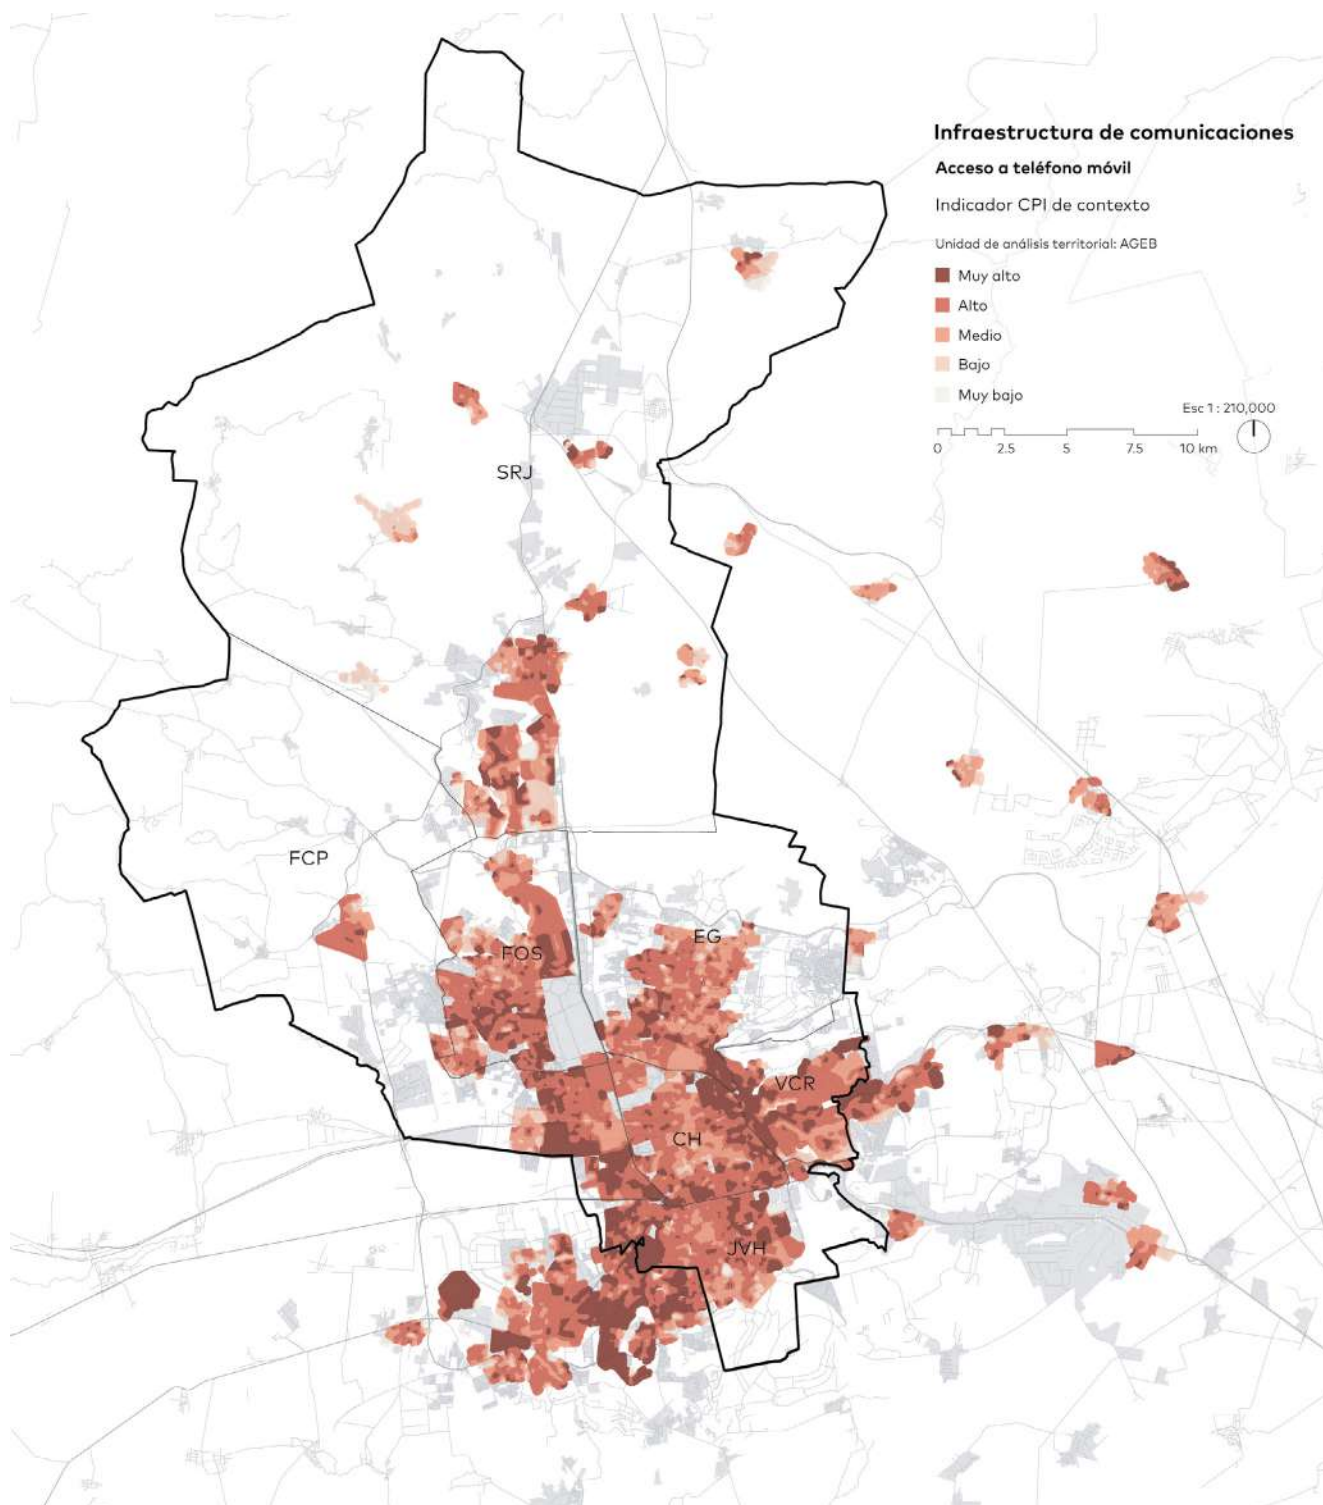 Infraestructura de comunicaciones
Acceso a teléfono móvil
Indicador CPI de contexto
Unidad de análisis territorial: AGEB
Muy alto
Alto
Medio
Bajo
Muy bajo
Esc 1 : 210,000
0 2.5 5 7.5 10 km
SRJ
FCP
EG
FOS
VCR
CH
JVH